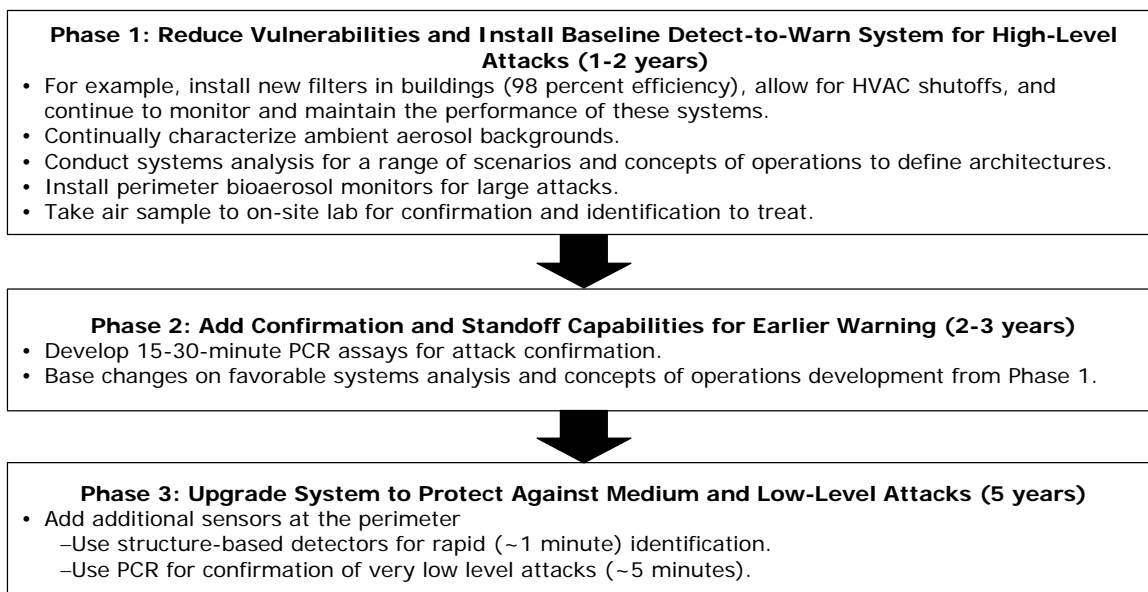 Phase 1: Reduce Vulnerabilities and Install Baseline Detect-to-Warn System for High-Level
Attacks (1-2 years)
• For example, install new filters in buildings (98 percent efficiency), allow for HVAC shutoffs, and
continue to monitor and maintain the performance of these systems.
• Continually characterize ambient aerosol backgrounds.
• Conduct systems analysis for a range of scenarios and concepts of operations to define architectures.
• Install perimeter bioaerosol monitors for large attacks.
• Take air sample to on-site lab for confirmation and identification to treat.
Phase 2: Add Confirmation and Standoff Capabilities for Earlier Warning (2-3 years)
• Develop 15-30-minute PCR assays for attack confirmation.
• Base changes on favorable systems analysis and concepts of operations development from Phase 1.
Phase 3: Upgrade System to Protect Against Medium and Low-Level Attacks (5 years)
• Add additional sensors at the perimeter
–Use structure-based detectors for rapid (~1 minute) identification.
–Use PCR for confirmation of very low level attacks (~5 minutes).